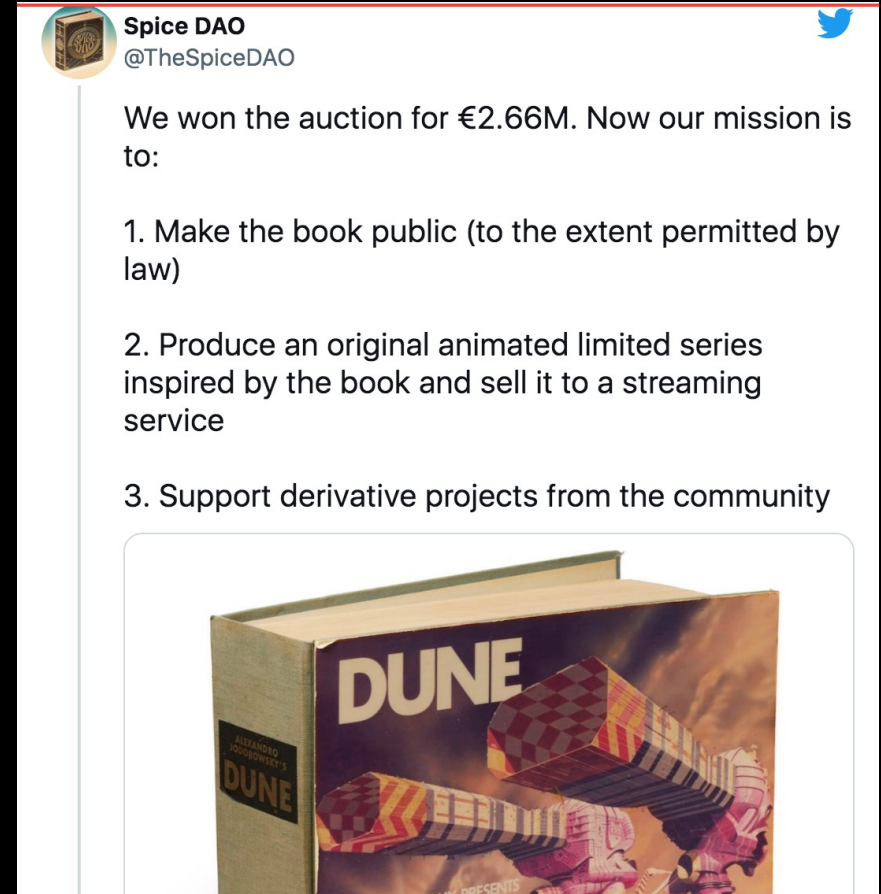 Spice DAO
@TheSpiceDAO
We won the auction for €2.66M. Now our mission is
to:
1. Make the book public (to the extent permitted by
law)
2. Produce an original animated limited series
inspired by the book and sell it to a streaming
service
3. Support derivative projects from the community
DUNE
ALEXANDRO
JODOROWSKY'S
DUNE
PRESENTS